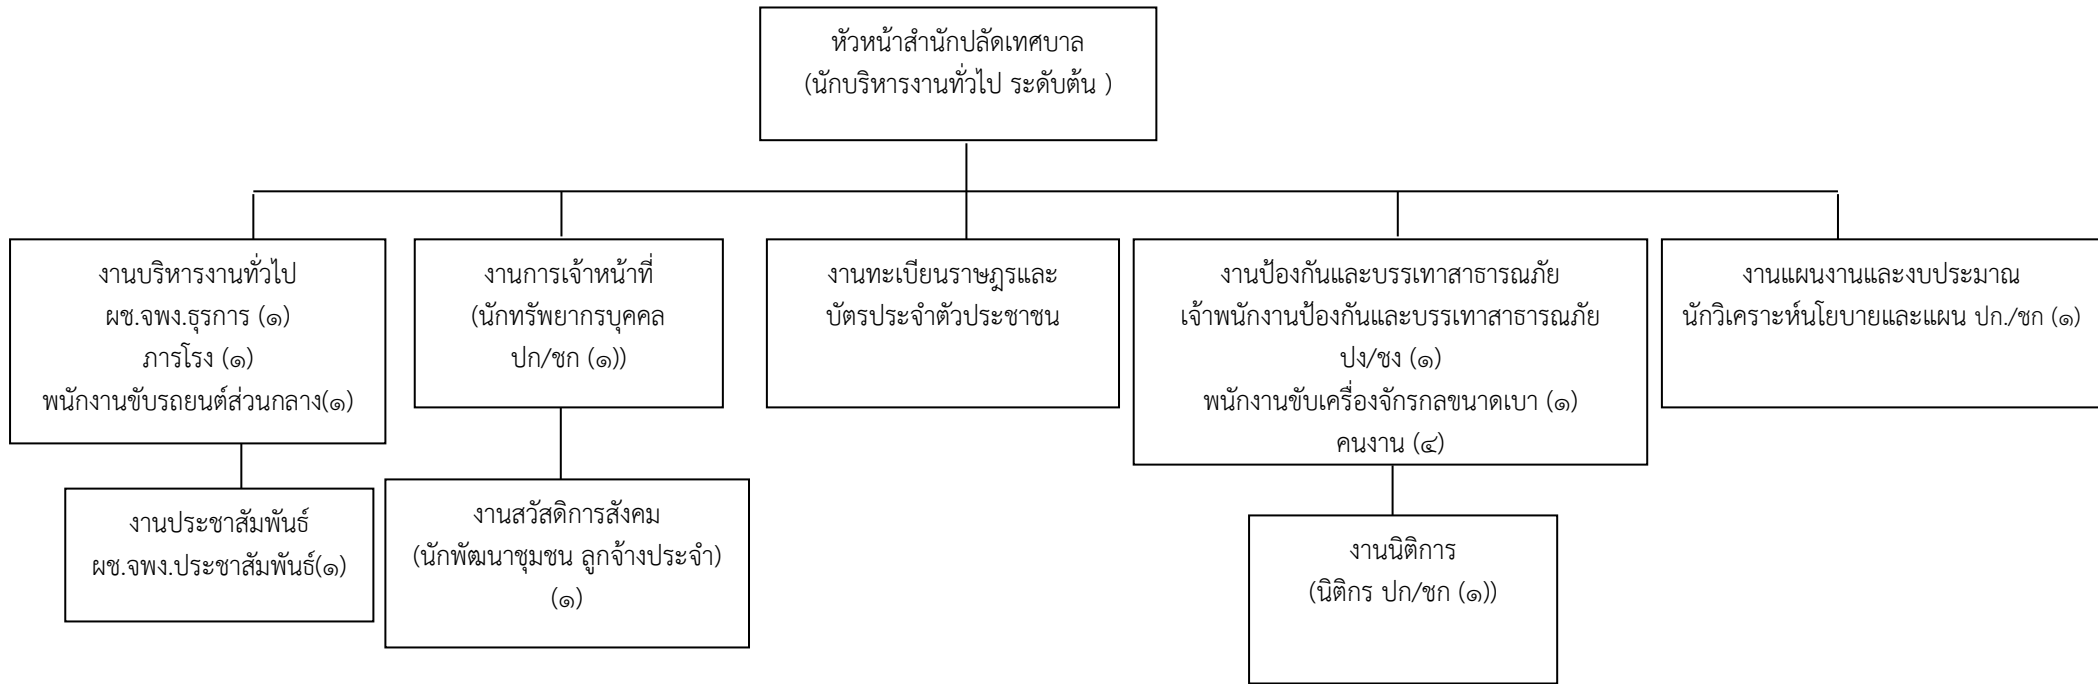 หัวหน้าสำนักปลัดเทศบาล
(นักบริหารงานทั่วไป ระดับต้น )
งานบริหารงานทั่วไป
ผช.จพง.ธุรการ (๑)
ภารโรง (๑)
พนักงานขับรถยนต์ส่วนกลาง(๑)
งานการเจ้าหน้าที่
(นักทรัพยากรบุคคล
ปก/ชก (๑))
งานทะเบียนราษฎรและ
บัตรประจำตัวประชาชน
งานป้องกันและบรรเทาสาธารณภัย
เจ้าพนักงานป้องกันและบรรเทาสาธารณภัย
ปง/ชง (๑)
พนักงานขับเครื่องจักรกลขนาดเบา (๑)
คนงาน (๔)
งานแผนงานและงบประมาณ
นักวิเคราะห์นโยบายและแผน ปก./ชก (๑)
งานประชาสัมพันธ์
ผช.จพง.ประชาสัมพันธ์(๑)
งานสวัสดิการสังคม
(นักพัฒนาชุมชน ลูกจ้างประจำ)
(๑)
งานนิติการ
(นิติกร ปก/ชก (๑))